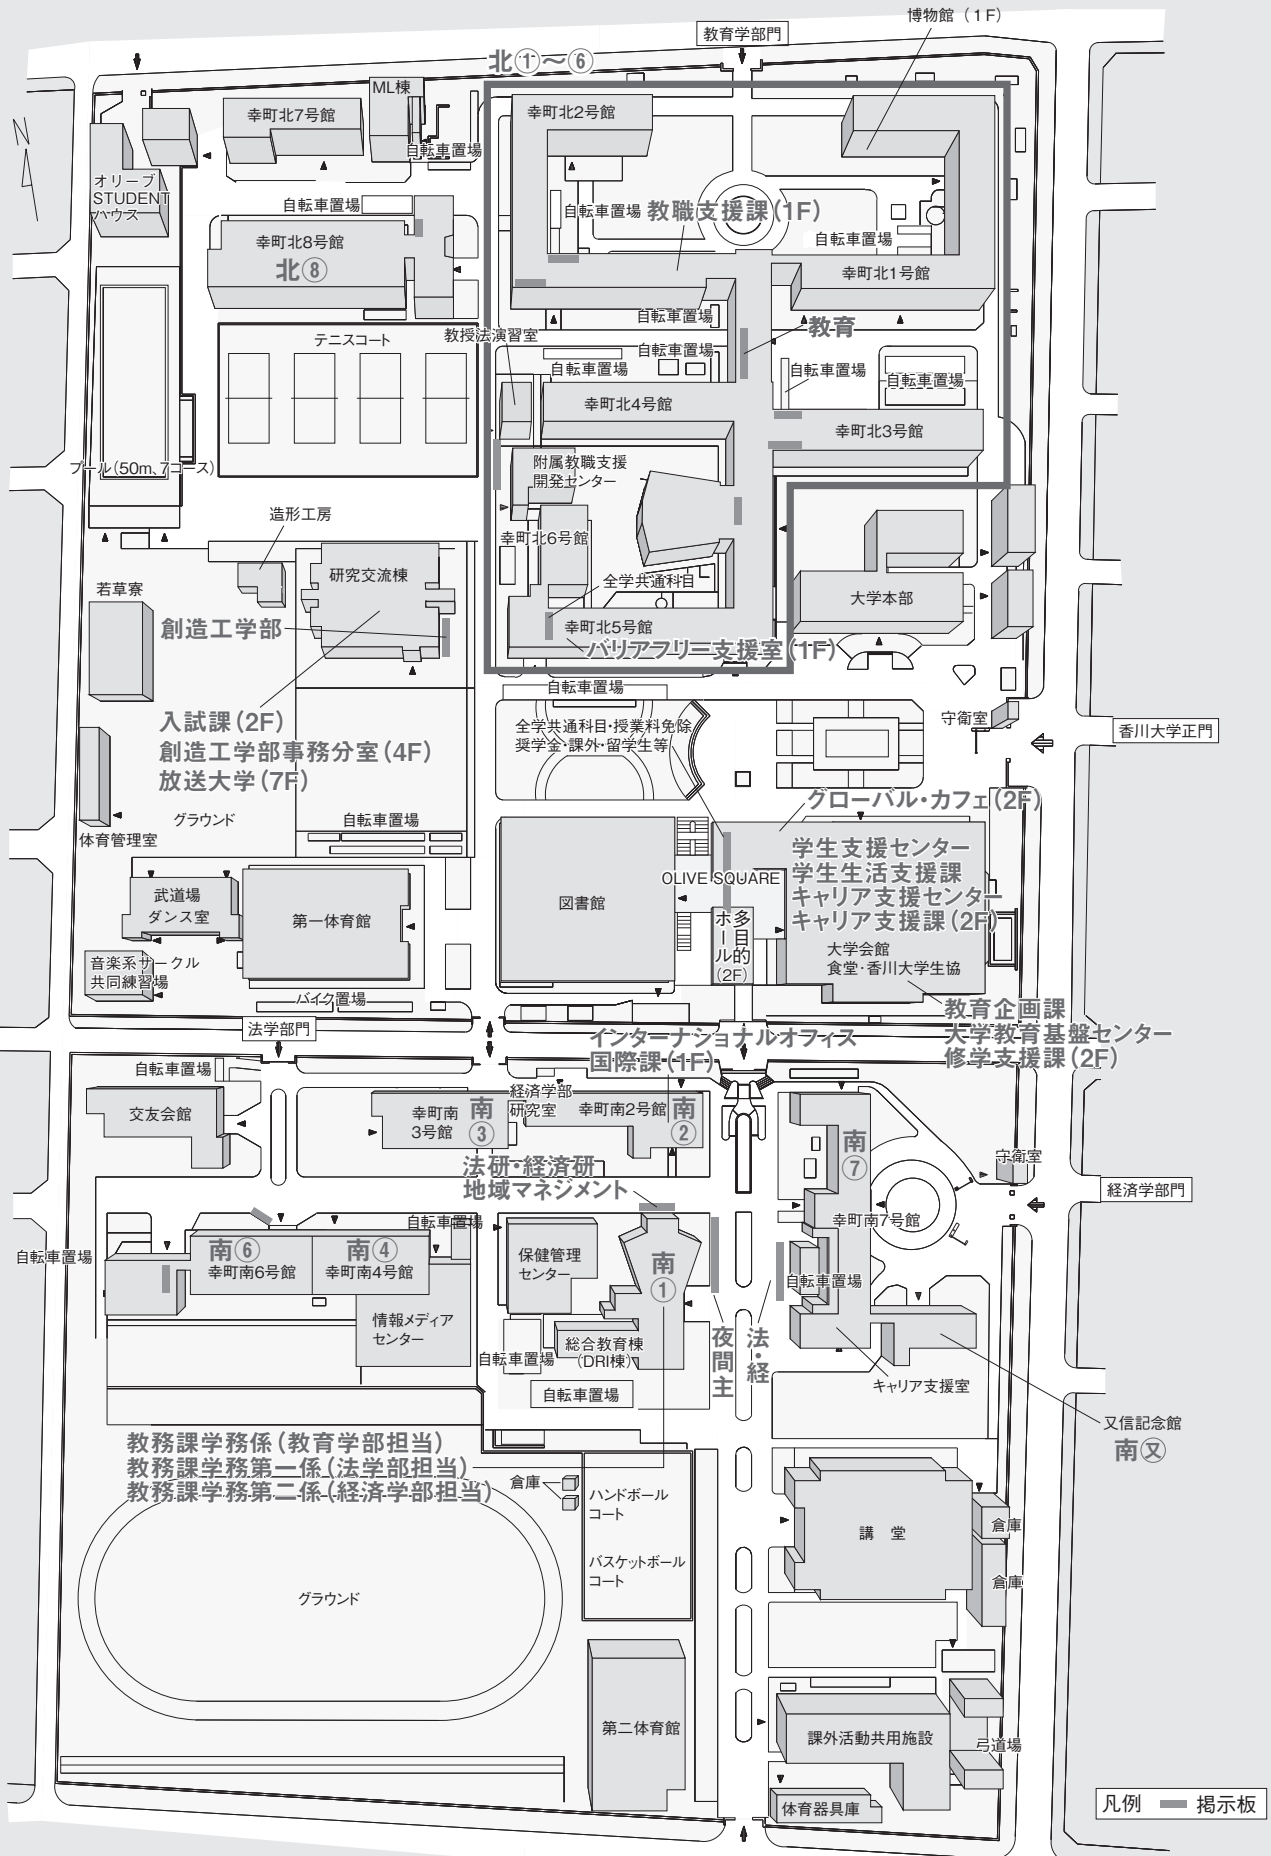 博物館（1F）
教育学部門
北①～⑥
N
ML棟
幸町北7号館
幸町北2号館
自転車置場
オリーブ
STUDENT
ハウス
自転車置場
自転車置場
教職支援課(1F)
自転車置場
幸町北8号館
北⑧
幸町北1号館
自転車置場
教育
テニスコート
教授法演習室
自転車置場
自転車置場
自転車置場
自転車置場
幸町北4号館
幸町北3号館
プール(50m、7コース)
附属教職支援
開発センター
造形工房
幸町北6号館
研究交流棟
全学共通科目
若草寮
大学本部
創造工学部
幸町北5号館
バリアフリー支援室(1F)
自転車置場
入試課(2F)
創造工学部事務分室(4F)
放送大学(7F)
全学共通科目・授業料免除
奨学金・課外・留学生等
守衛室
香川大学正門
グローバル・カフェ(2F)
グラウンド
自転車置場
体育管理室
学生支援センター
学生生活支援課
キャリア支援センター
キャリア支援課(2F)
OLIVE SQUARE
武道場
ダンス室
第一体育館
図書館
多目的
ホール
(2F)
大学会館
食堂・香川大学生協
音楽系サークル
共同練習場
バイク置場
教育企画課
大学教育基盤センター
修学支援課(2F)
法学部門
インターナショナルオフィス
国際課(1F)
自転車置場
交友会館
幸町南
3号館
南
③
経済学部
研究室
幸町南2号館
南
②
南
⑦
守衛室
法研・経済研
地域マネジメント
経済学部門
幸町南7号館
自転車置場
自転車置場
南⑥
幸町南6号館
南④
幸町南4号館
保健管理
センター
南
①
自転車置場
情報メディア
センター
総合教育棟
(DRI棟)
自転車置場
夜間主
法・経
自転車置場
キャリア支援室
又信記念館
南㊒
教務課学務係(教育学部担当)
教務課学務第一係(法学部担当)
教務課学務第二係(経済学部担当)
倉庫
ハンドボール
コート
講 堂
倉庫
倉庫
バスケットボール
コート
グラウンド
第二体育館
課外活動共用施設
弓道場
体育器具庫
凡例 掲示板